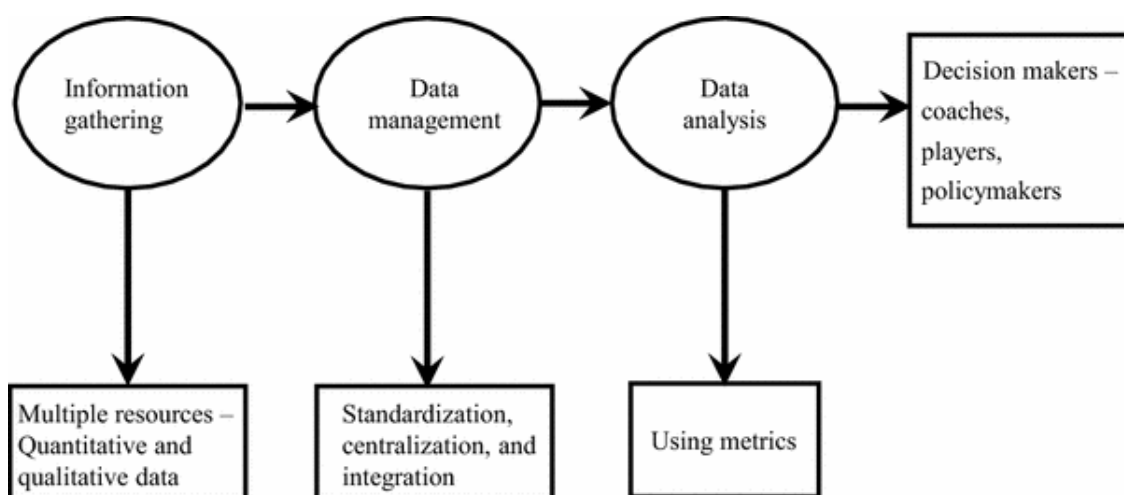 Information
gathering
Data
management
Data
analysis
Decision makers –
coaches,
players,
policymakers
Multiple resources –
Quantitative and
qualitative data
Standardization,
centralization, and
integration
Using metrics